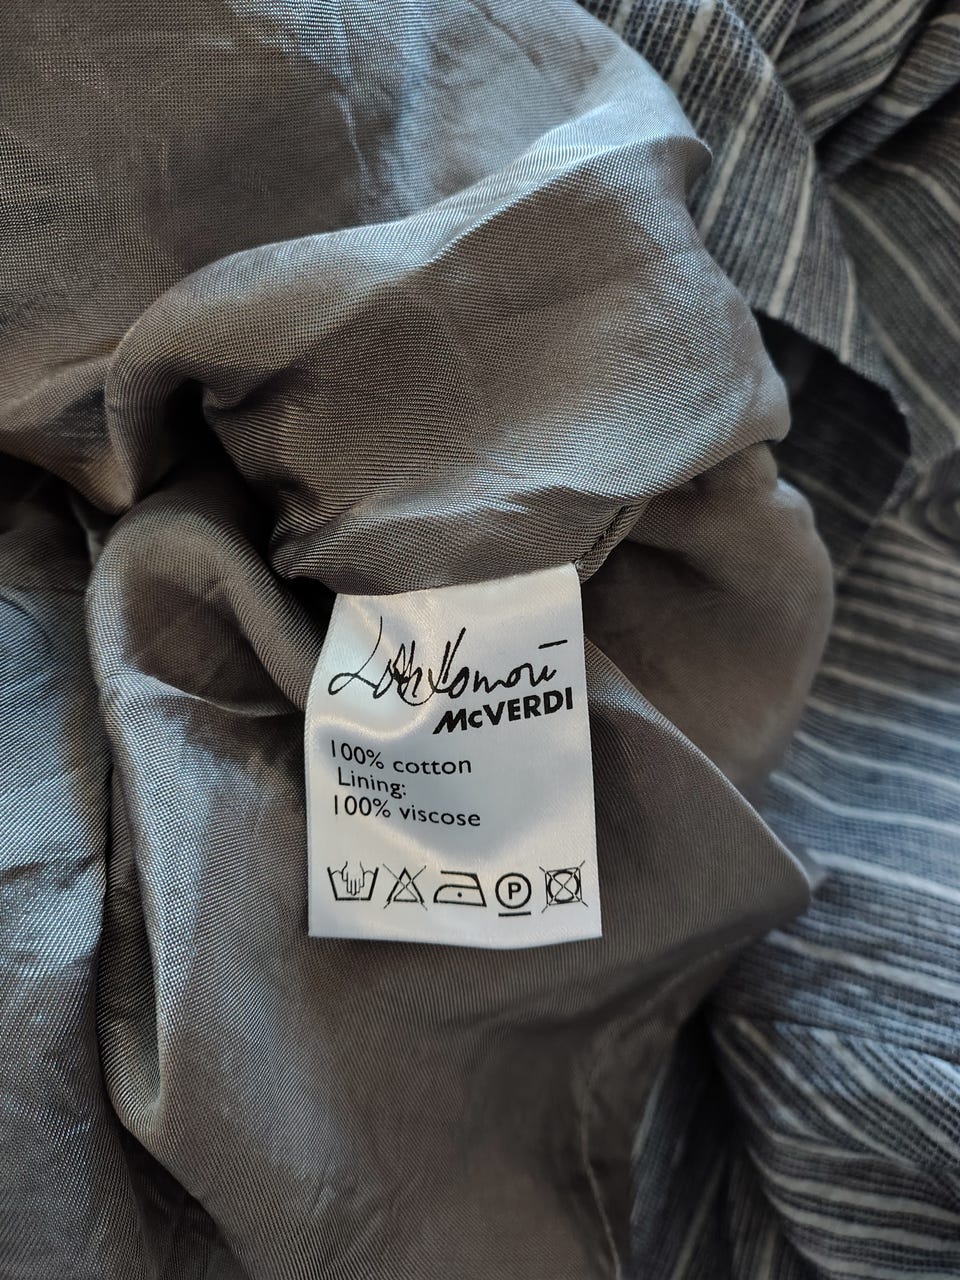 McVERDI
100% cotton
Lining:
100% viscose
P